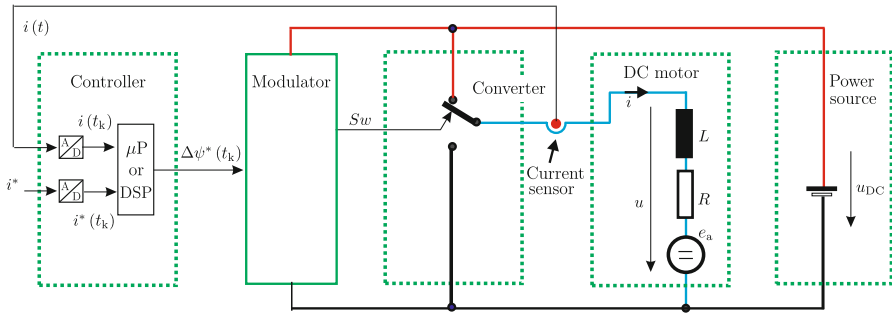 i(t)
Controller
i(t_k)
A
D
μP
or
DSP
i*
A
D
i*(t_k)
Δψ*(t_k)
Modulator
Sw
Converter
Current
sensor
DC motor
i
L
R
u
e_a
Power
source
u_DC